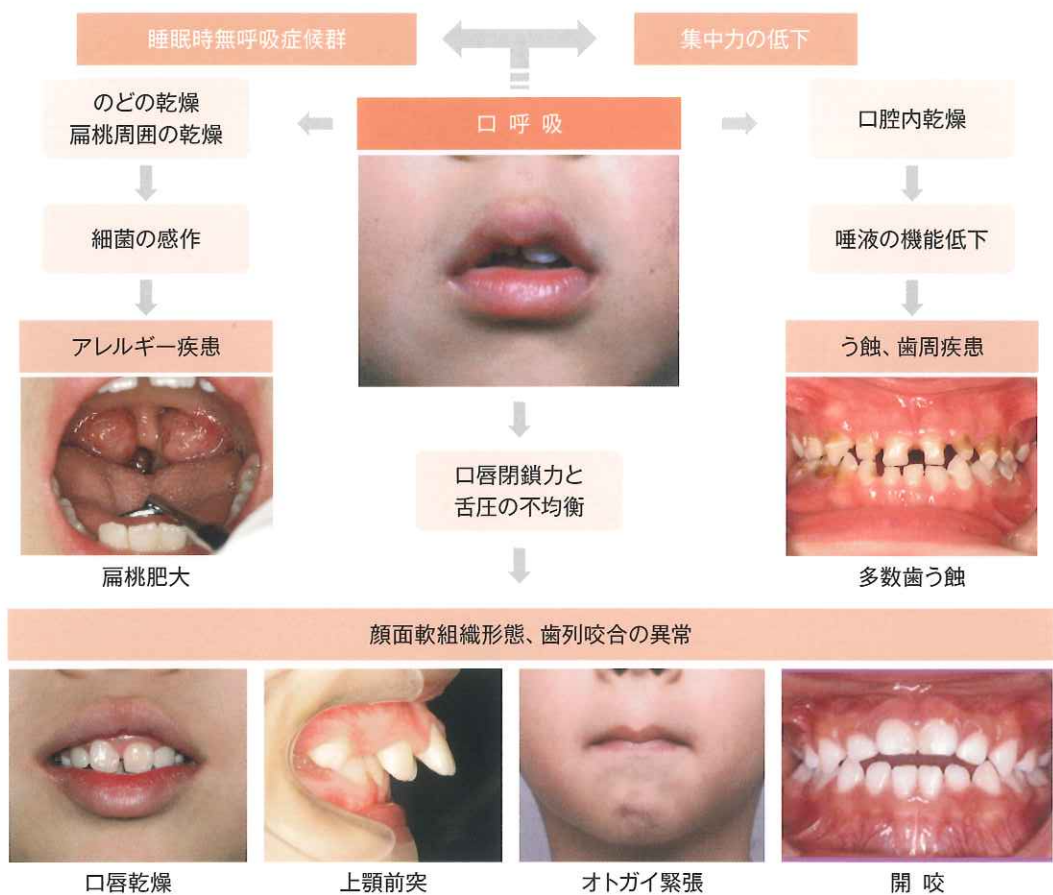 睡眠時無呼吸症候群
集中力の低下
のどの乾燥
扁桃周囲の乾燥
口呼吸
口腔内乾燥
細菌の感作
唾液の機能低下
アレルギー疾患
う蝕、歯周疾患
口唇閉鎖力と
舌圧の不均衡
扁桃肥大
多数歯う蝕
顔面軟組織形態、歯列咬合の異常
口唇乾燥
上顎前突
オトガイ緊張
開咬